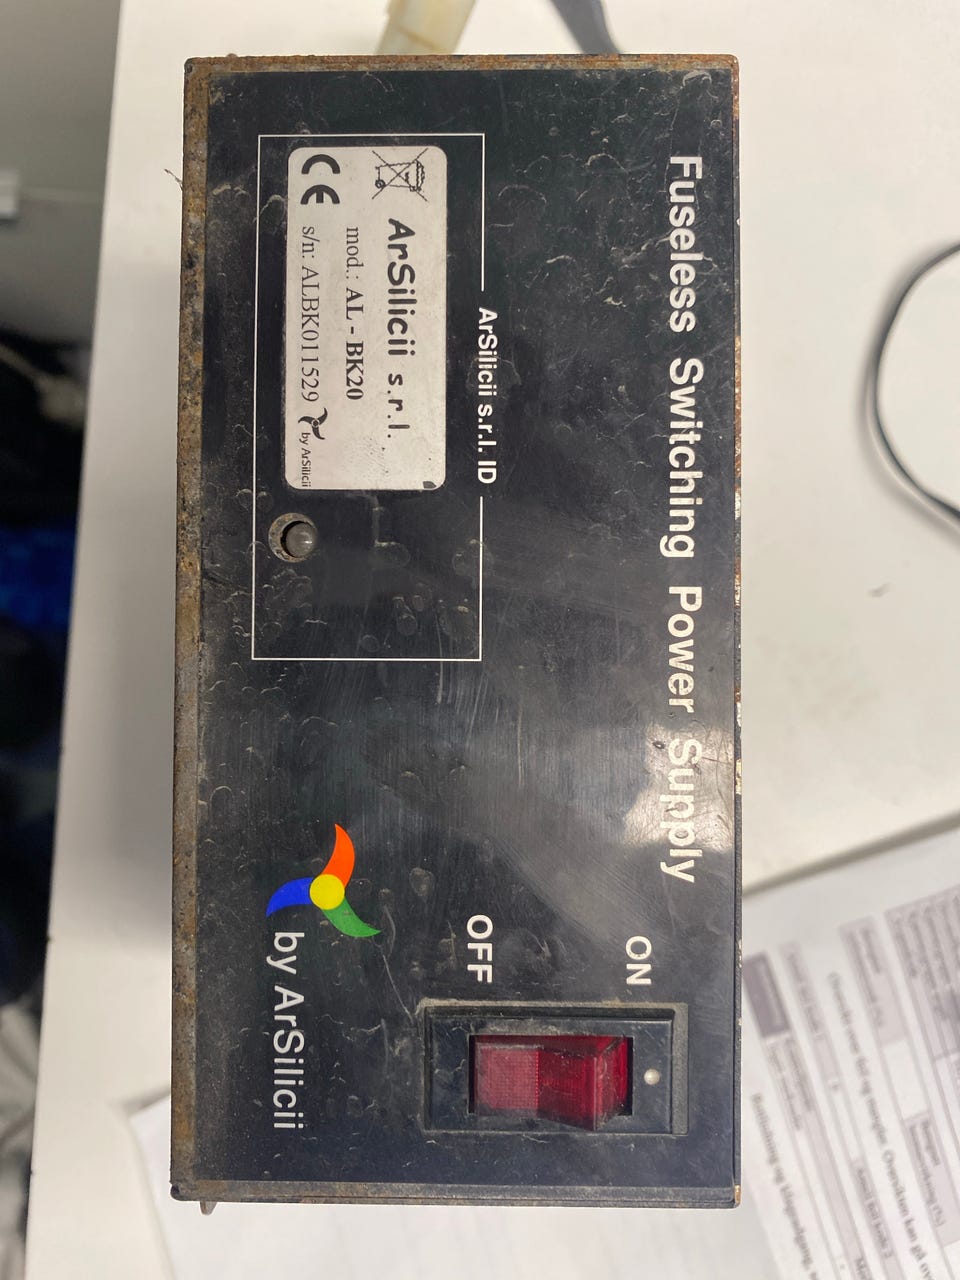 Fuseless Switching Power Supply
ArSilicii s.r.l. ID
ArSilicii s.r.l.
mod.: AL - BK20
CE s/n: ALBK011529 by ArSilicii
ON
OFF
by ArSilicii